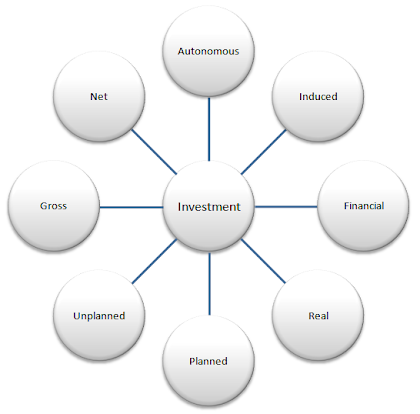 Autonomous
Net
Induced
Gross
Investment
Financial
Unplanned
Real
Planned